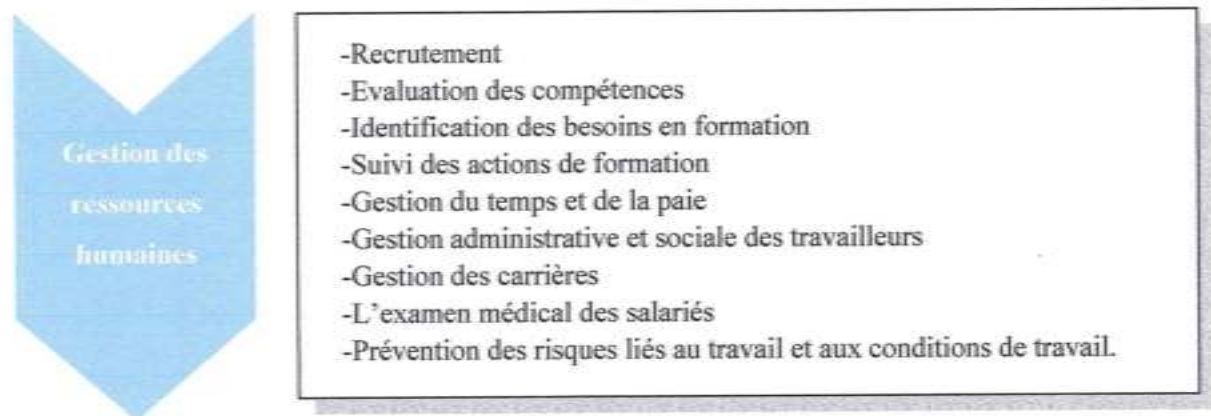 Gestion des
ressources
humaines
-Recrutement
-Evaluation des compétences
-Identification des besoins en formation
-Suivi des actions de formation
-Gestion du temps et de la paie
-Gestion administrative et sociale des travailleurs
-Gestion des carrières
-L’examen médical des salariés
-Prévention des risques liés au travail et aux conditions de travail.